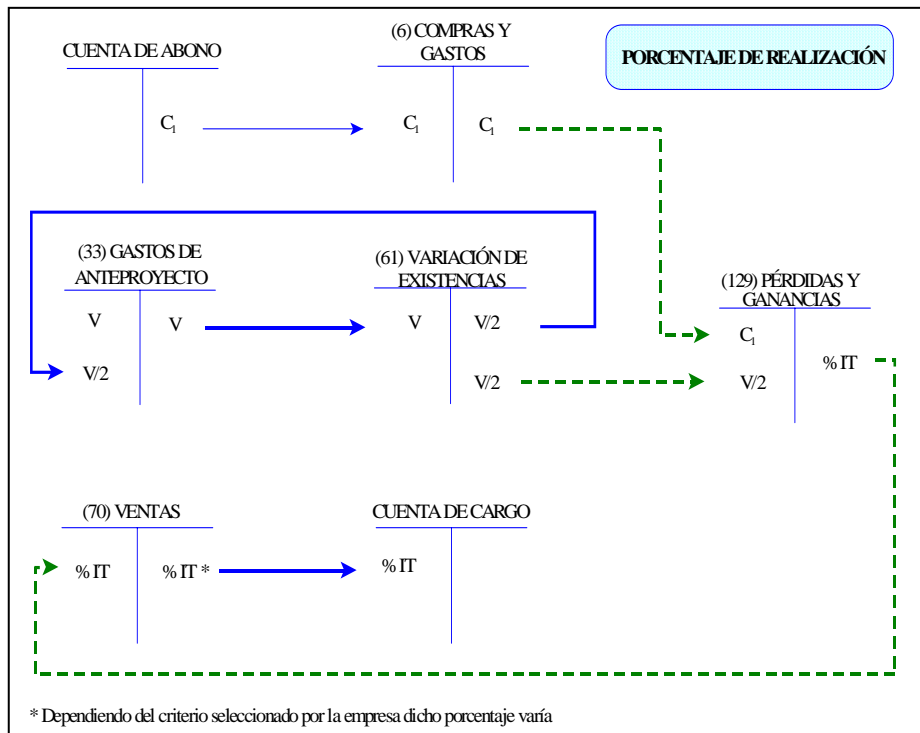 CUENTA DE ABONO
(6) COMPRAS Y
GASTOS
PORCENTAJE DE REALIZACIÓN
C1
C1
C1
(33) GASTOS DE
ANTEPROYECTO
(61) VARIACIÓN DE
EXISTENCIAS
(129) PÉRDIDAS Y
GANANCIAS
V
V
V
V/2
C1
V/2
V/2
V/2
% IT
(70) VENTAS
CUENTA DE CARGO
% IT
% IT *
% IT
* Dependiendo del criterio seleccionado por la empresa dicho porcentaje varía